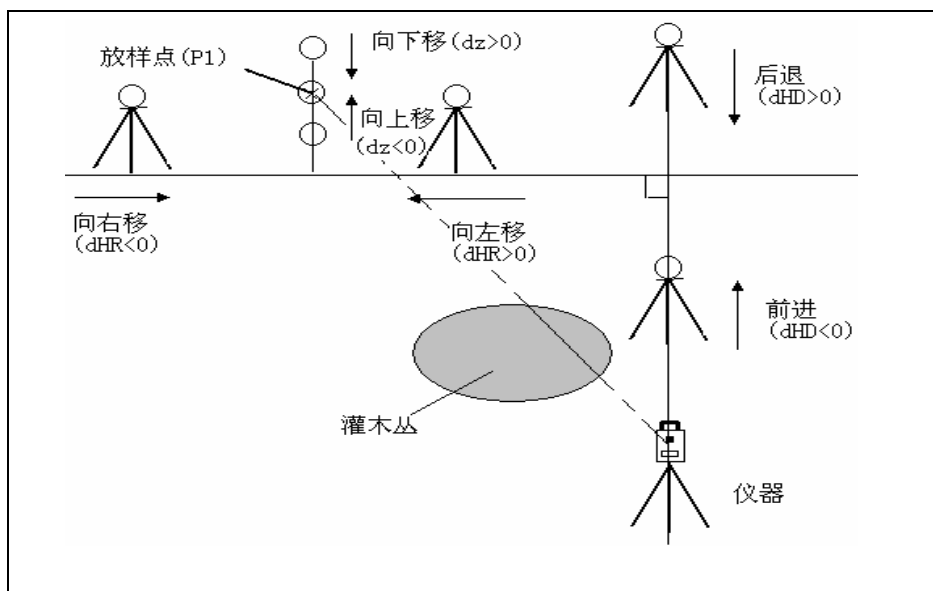 放样点(P1)
向下移(dz>0)
后退
(dHD>0)
向上移
(dz<0)
向右移
(dHR<0)
向左移
(dHR>0)
前进
(dHD<0)
灌木丛
仪器